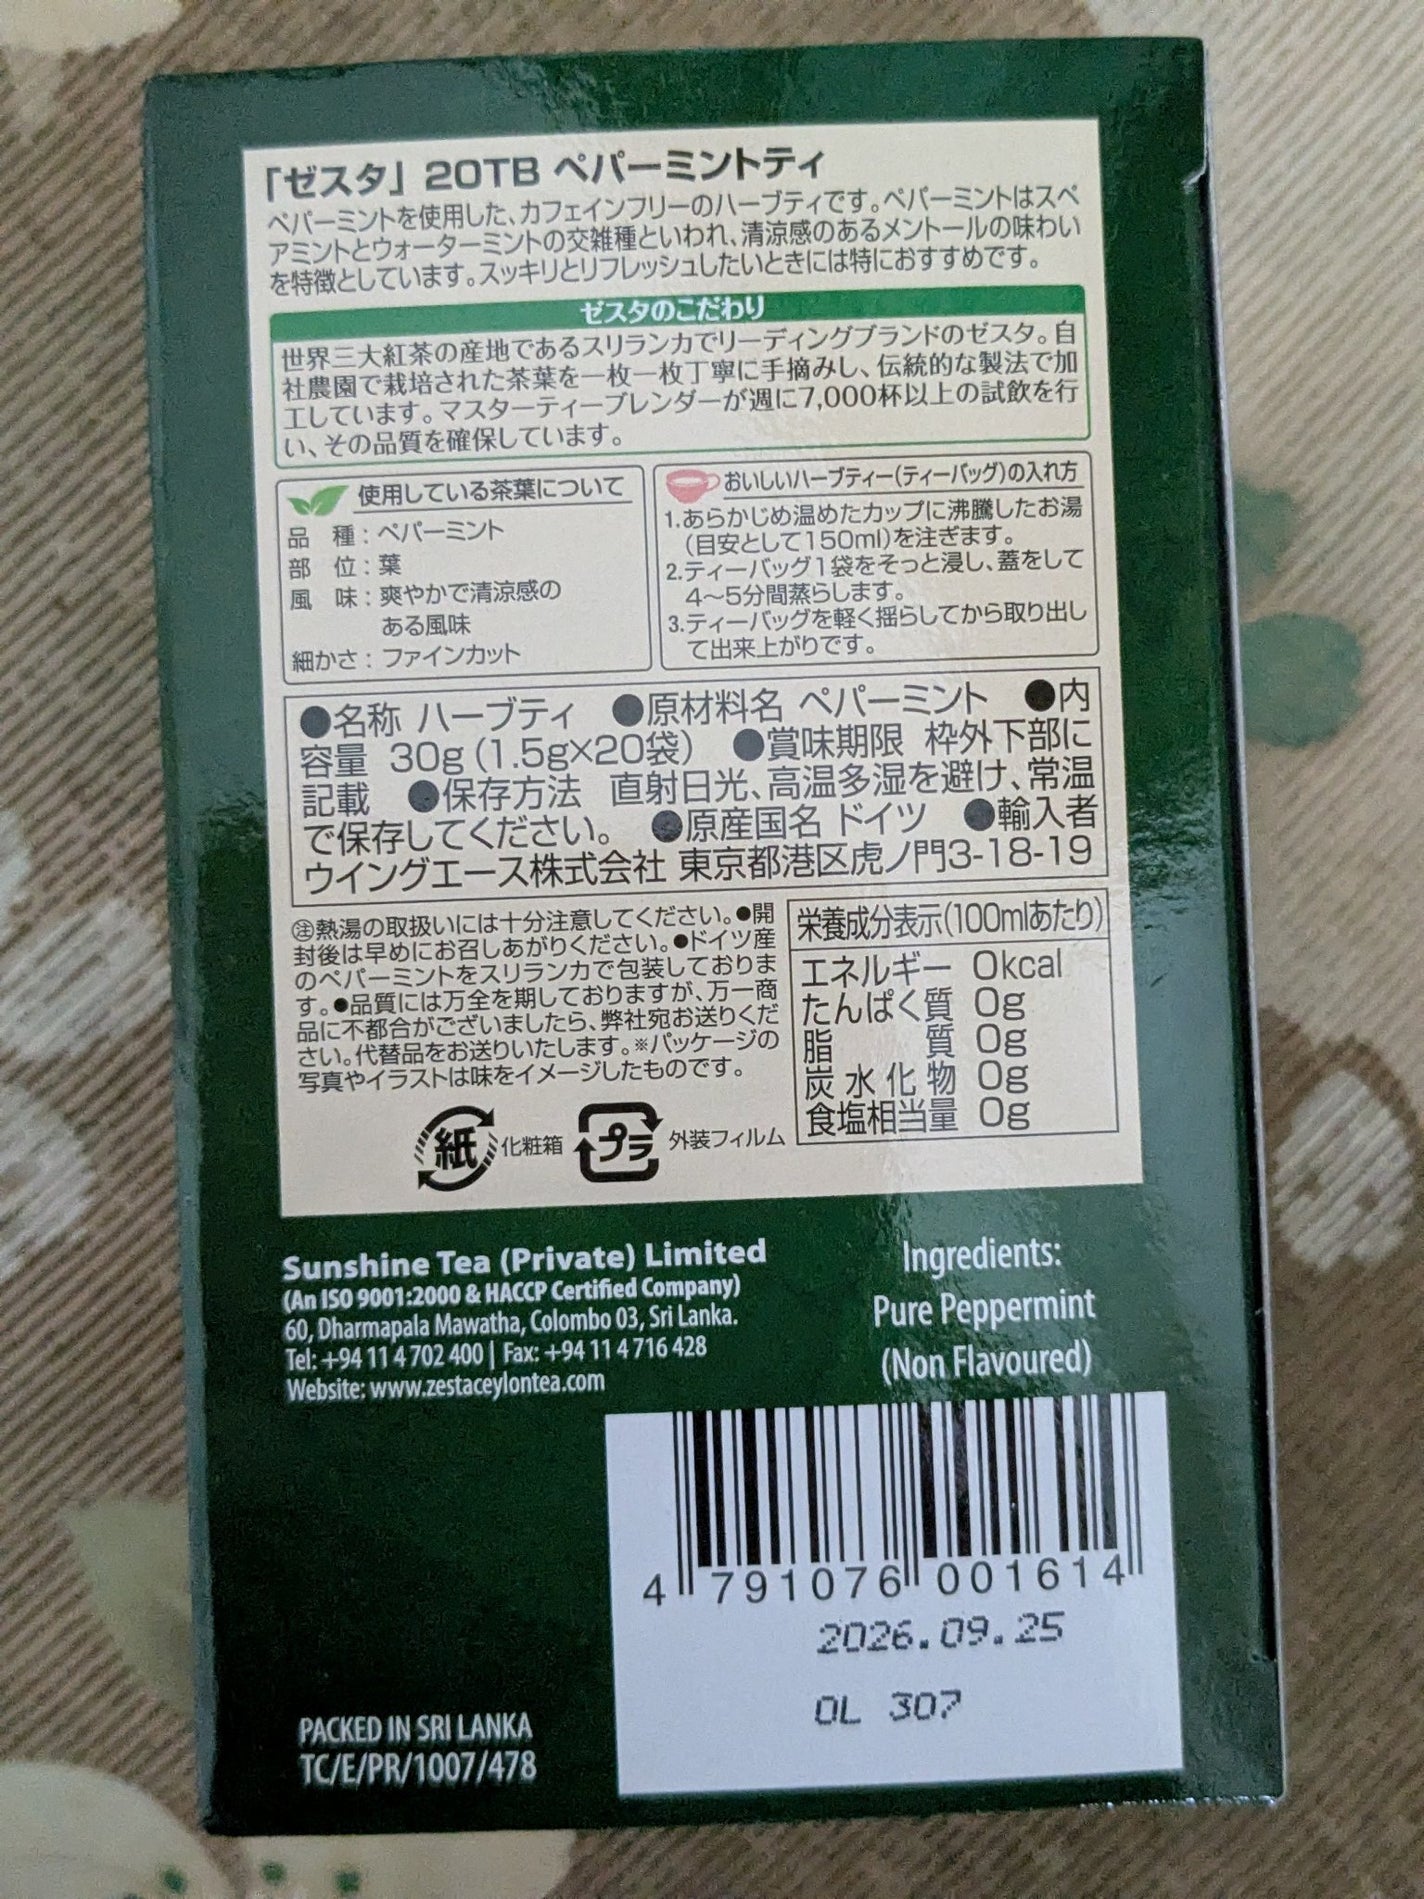 「ゼスタ」 20TB ペパーミントティ
ペパーミントを使用した、カフェインフリーのハーブティです。ペパーミントはスペ
アミントとウォーターミントの交雑種といわれ、清涼感のあるメントールの味わい
を特徴としています。スッキリとリフレッシュしたいときには特におすすめです。
ゼスタのこだわり
世界三大紅茶の産地であるスリランカでリーディングブランドのゼスタ。自
社農園で栽培された茶葉を一枚一枚丁寧に手摘みし、伝統的な製法で加
工しています。マスターティーブレンダーが週に7,000杯以上の試飲を行
い、その品質を確保しています。
使用している茶葉について
品 種：ペパーミント
部 位：葉
風 味：爽やかで清涼感の
ある風味
細かさ：ファインカット
おいしいハーブティー(ティーバッグ)の入れ方
1.あらかじめ温めたカップに沸騰したお湯
(目安として150ml)を注ぎます。
2.ティーバッグ1袋をそっと浸し、蓋をして
4〜5分間蒸らします。
3.ティーバッグを軽く揺らしてから取り出し
て出来上がりです。
●名称 ハーブティ ●原材料名 ペパーミント ●内
容量 30g(1.5g×20袋) ●賞味期限 枠外下部に
記載 ●保存方法 直射日光、高温多湿を避け、常温
で保存してください。 ●原産国名 ドイツ ●輸入者
ウイングエース株式会社 東京都港区虎ノ門3-18-19
㊟熱湯の取扱いには十分注意してください。●開
封後は早めにお召しあがりください。●ドイツ産
のペパーミントをスリランカで包装しておりま
す。●品質には万全を期しておりますが、万一商
品に不都合がございましたら、弊社宛お送りくだ
さい。代替品をお送りいたします。※パッケージの
写真やイラストは味をイメージしたものです。
栄養成分表示(100mlあたり)
エネルギー 0kcal
たんぱく質 0g
脂 質 0g
炭水化物 0g
食塩相当量 0g
紙 化粧箱 プラ 外装フィルム
Sunshine Tea (Private) Limited
(An ISO 9001:2000 & HACCP Certified Company)
60, Dharmapala Mawatha, Colombo 03, Sri Lanka.
Tel: +94 11 4 702 400 | Fax: +94 11 4 716 428
Website: www.zestaceylontea.com
Ingredients:
Pure Peppermint
(Non Flavoured)
4 791076 001614
2026.09.25
OL 307
PACKED IN SRI LANKA
TC/E/PR/1007/478